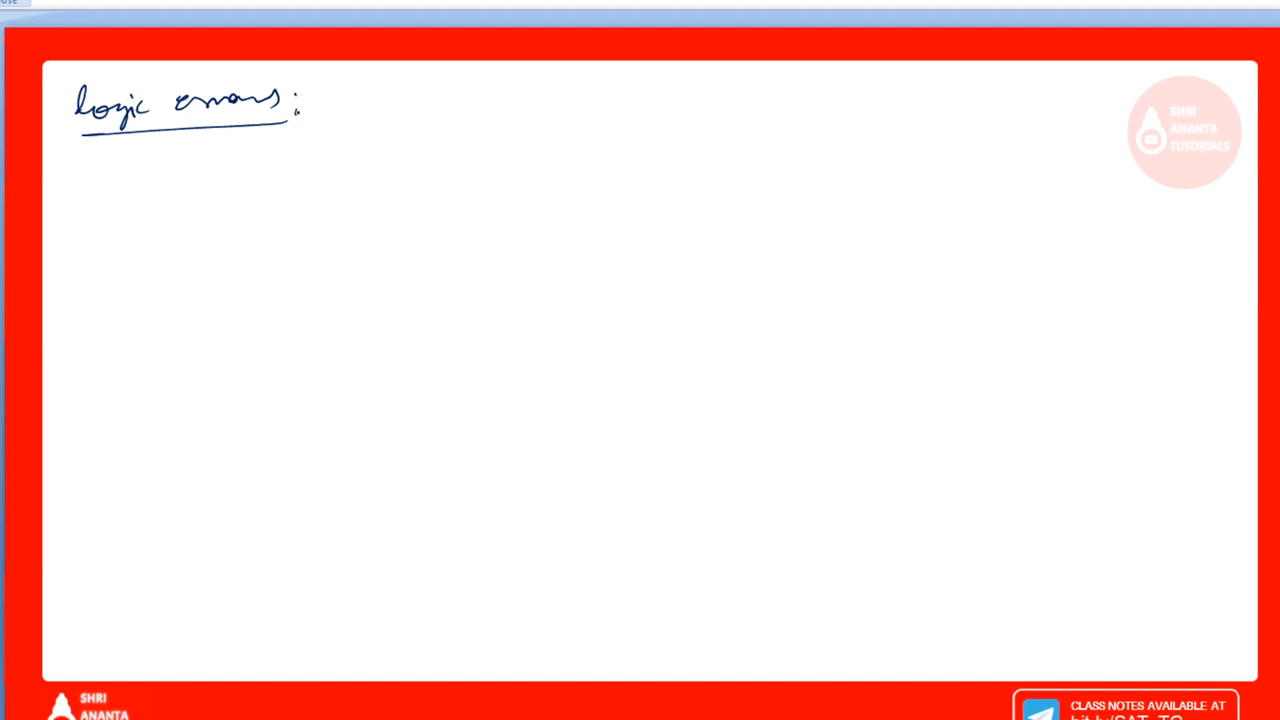 logic errors :
SHRI
ANANTA
TUTORIALS
SHRI
ANANTA
CLASS NOTES AVAILABLE AT